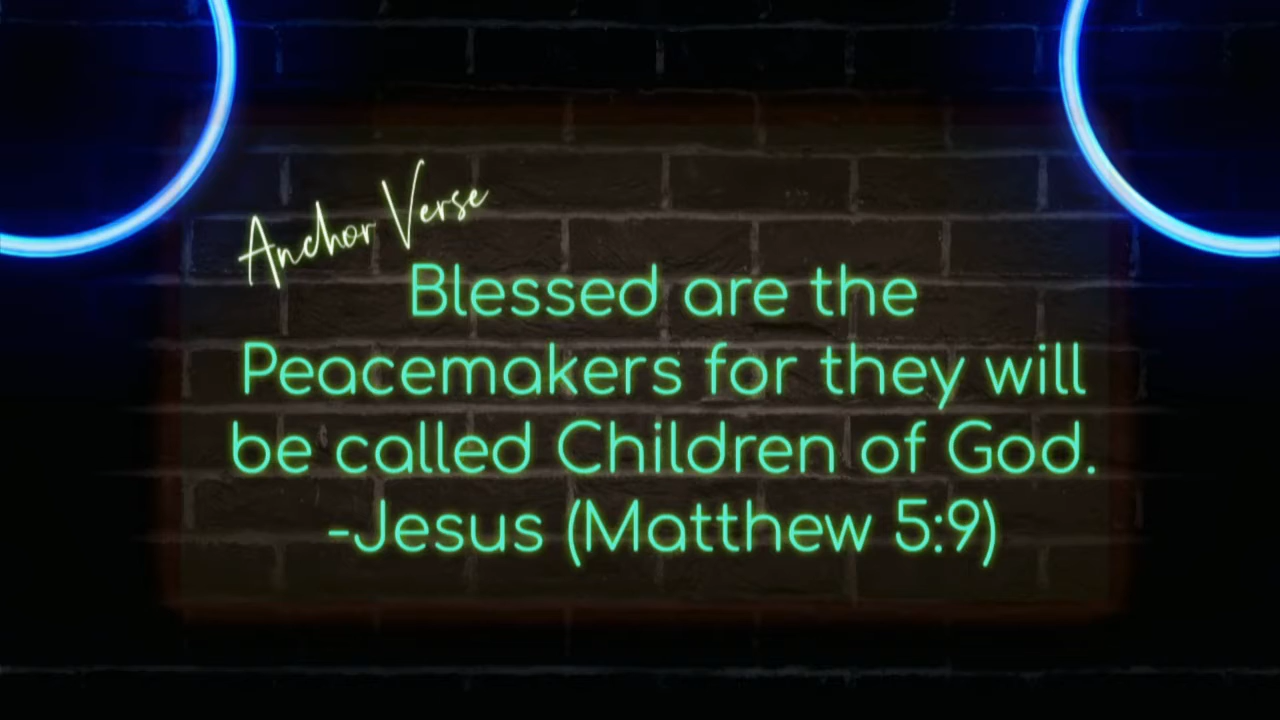 Anchor Verse
Blessed are the
Peacemakers for they will
be called Children of God.
-Jesus (Matthew 5:9)